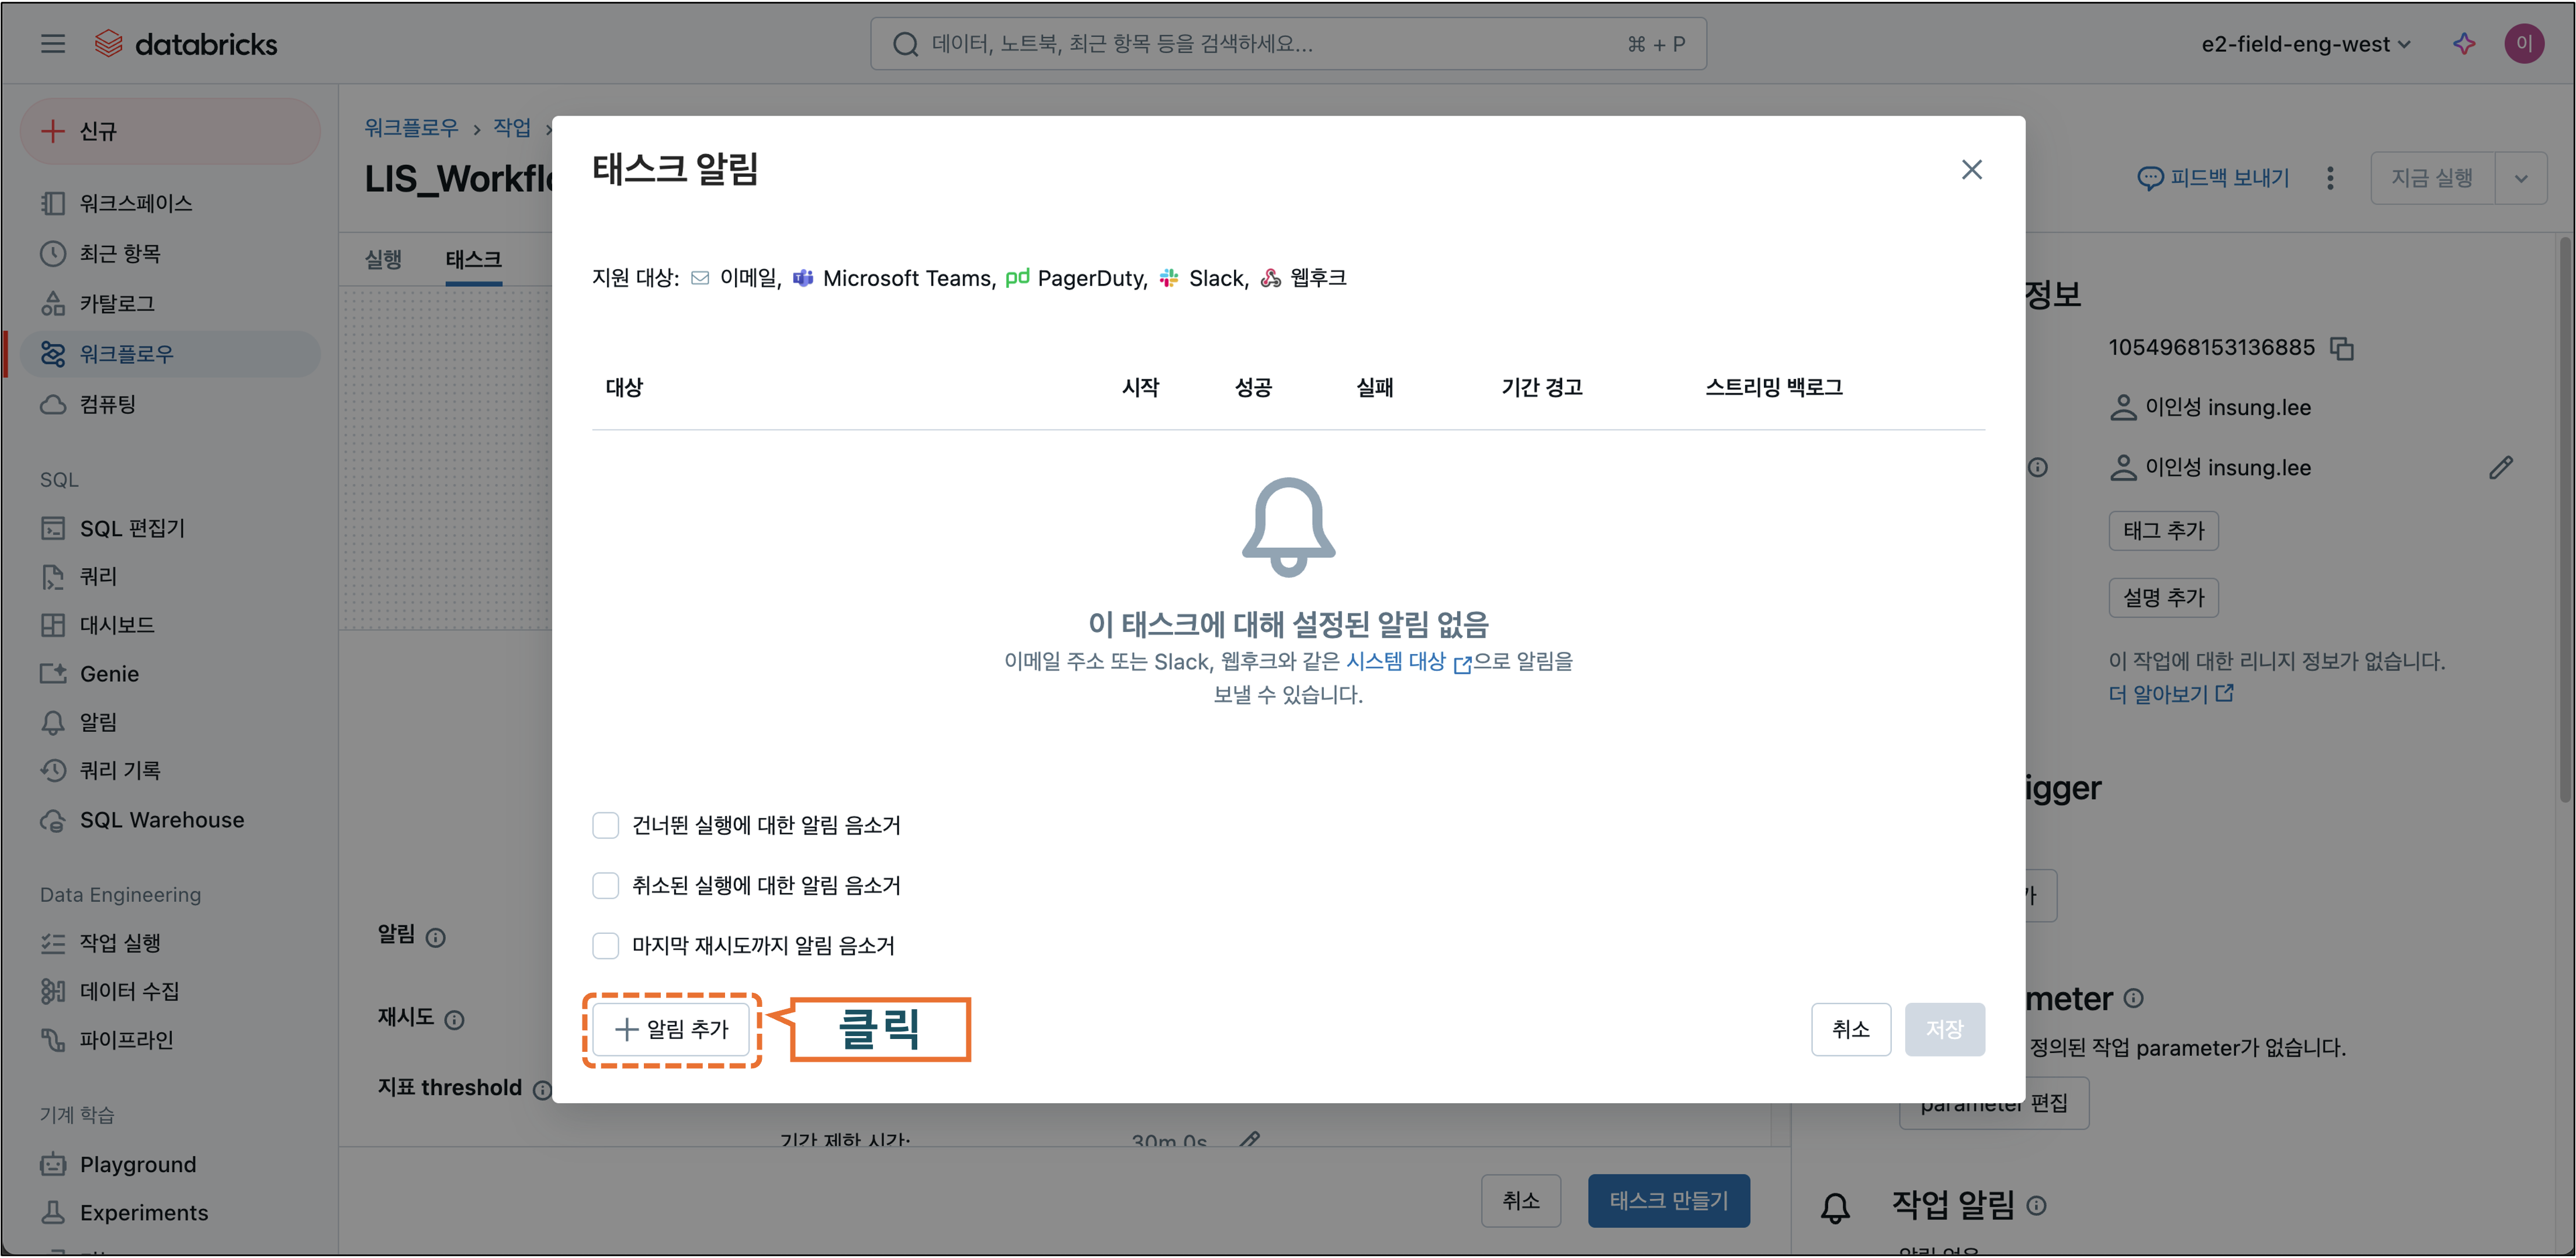 databricks
데이터, 노트북, 최근 항목 등을 검색하세요...
⌘ + P
e2-field-eng-west
이
신규
워크스페이스
최근 항목
카탈로그
워크플로우
컴퓨팅
SQL
SQL 편집기
쿼리
대시보드
Genie
알림
쿼리 기록
SQL Warehouse
Data Engineering
작업 실행
데이터 수집
파이프라인
기계 학습
Playground
Experiments
워크플로우 > 작업 >
LIS_Workflo
피드백 보내기
지금 실행
실행 태스크
태스크 알림
지원 대상: 이메일, Microsoft Teams, PagerDuty, Slack, 웹후크
대상 시작 성공 실패 기간 경고 스트리밍 백로그
이 태스크에 대해 설정된 알림 없음
이메일 주소 또는 Slack, 웹후크와 같은 시스템 대상 으로 알림을
보낼 수 있습니다.
건너뛴 실행에 대한 알림 음소거
취소된 실행에 대한 알림 음소거
마지막 재시도까지 알림 음소거
알림 추가
클릭
취소
저장
알림
재시도
지표 threshold
기간 제한 시간: 30m 0s
취소
태스크 만들기
정보
1054968153136885
이인성 insung.lee
이인성 insung.lee
태그 추가
설명 추가
이 작업에 대한 리니지 정보가 없습니다.
더 알아보기
igger
가
meter
정의된 작업 parameter가 없습니다.
parameter 편집
작업 알림
알림 없음